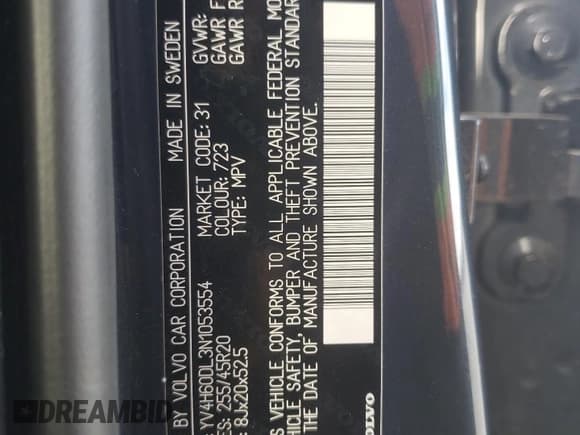 BY VOLVO CAR CORPORATION MADE IN SWEDEN
YV4H60DL3N1053554 MARKET CODE: 31 GVWR:
255/45R20 COLOUR: 723 GAWR F
8Jx20x52.5 TYPE: MPV GAWR R
VEHICLE CONFORMS TO ALL APPLICABLE FEDERAL
VEHICLE SAFETY, BUMPER AND THEFT PREVENTION
THE DATE OF MANUFACTURE SHOWN ABOVE.
VOLVO
DREAMBID